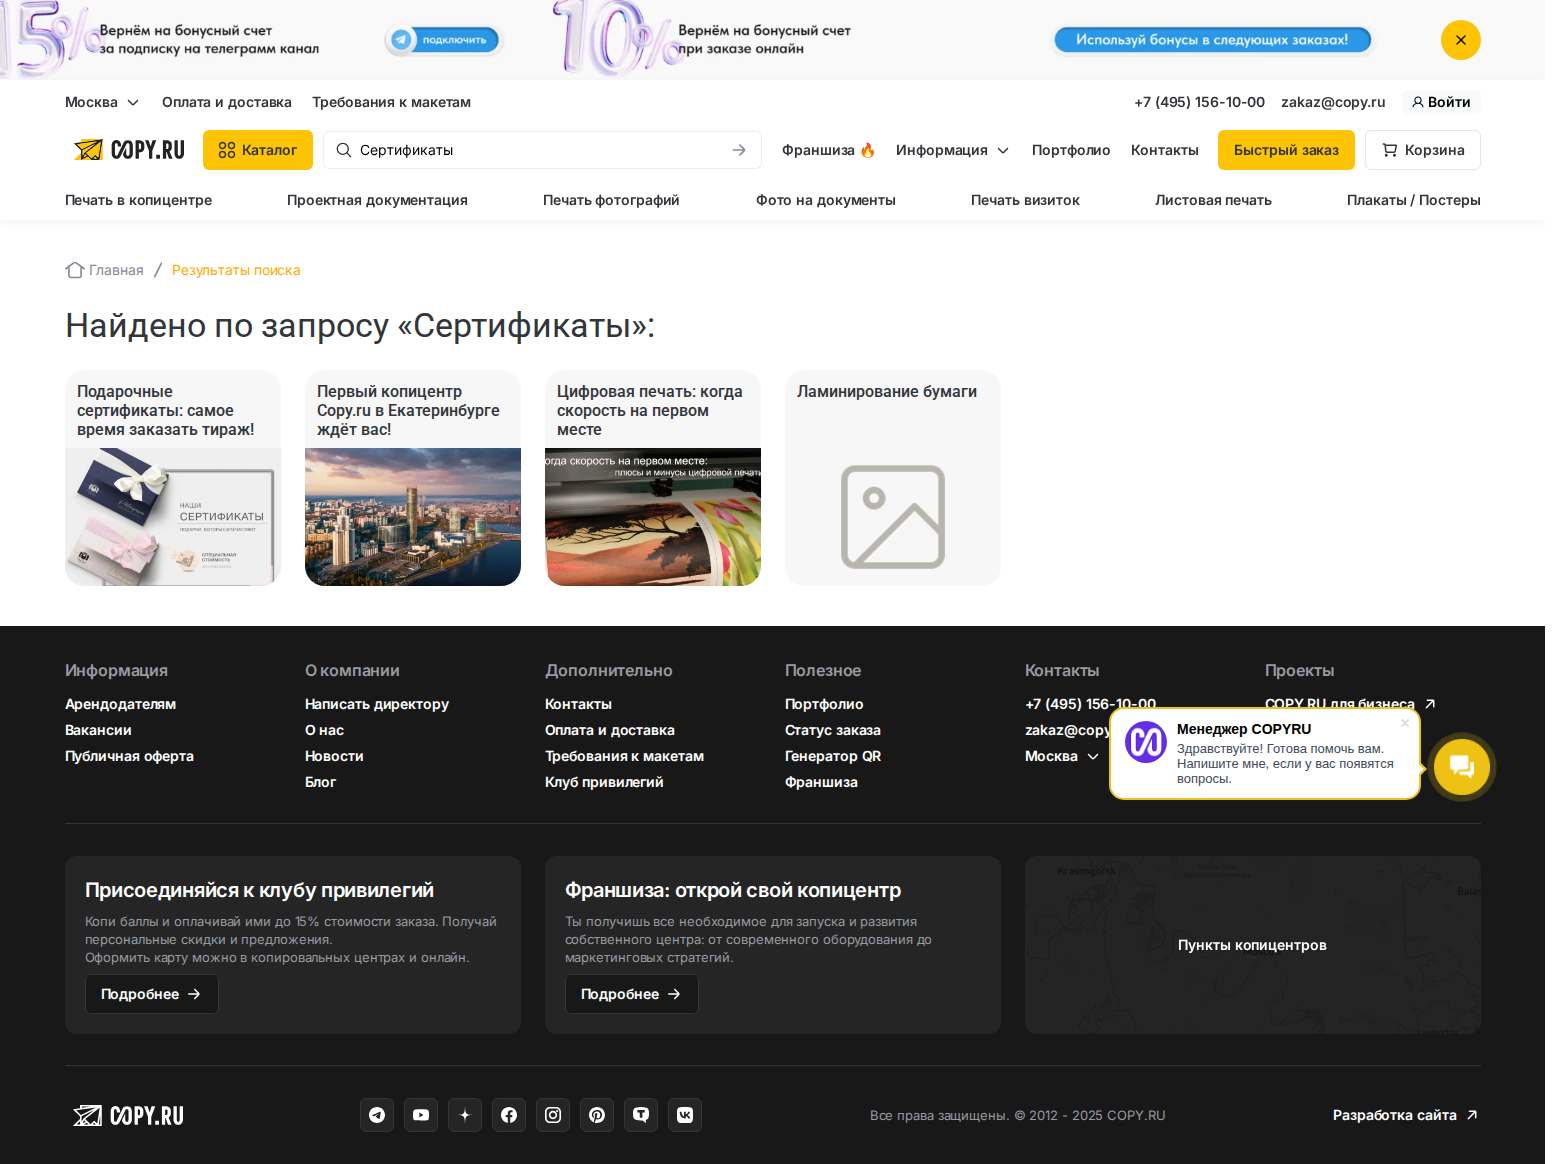 15%
Вернём на бонусный счет
за подписку на телеграмм канал
подключить
10%
Вернём на бонусный счет
при заказе онлайн
Используй бонусы в следующих заказах!
Москва
Оплата и доставка
Требования к макетам
+7 (495) 156-10-00
zakaz@copy.ru
Войти
COPY.RU
Каталог
Сертификаты
Франшиза 🔥
Информация
Портфолио
Контакты
Быстрый заказ
Корзина
Печать в копицентре
Проектная документация
Печать фотографий
Фото на документы
Печать визиток
Листовая печать
Плакаты / Постеры
Главная / Результаты поиска
Найдено по запросу «Сертификаты»:
Подарочные
сертификаты: самое
время заказать тираж!
НАШИ
СЕРТИФИКАТЫ
ПОДАРКИ, КОТОРЫЕ ВПЕЧАТЛЯЮТ
СПЕЦИАЛЬНАЯ
СТОИМОСТЬ
Первый копицентр
Copy.ru в Екатеринбурге
ждёт вас!
Цифровая печать: когда
скорость на первом
месте
огда скорость на первом месте:
плюсы и минусы цифровой печати
Ламинирование бумаги
Информация
Арендодателям
Вакансии
Публичная оферта
О компании
Написать директору
О нас
Новости
Блог
Дополнительно
Контакты
Оплата и доставка
Требования к макетам
Клуб привилегий
Полезное
Портфолио
Статус заказа
Генератор QR
Франшиза
Контакты
+7 (495) 156-10-00
zakaz@copy
Москва
Проекты
COPY.RU для бизнеса
Менеджер COPYRU
Здравствуйте! Готова помочь вам.
Напишите мне, если у вас появятся
вопросы.
Присоединяйся к клубу привилегий
Копи баллы и оплачивай ими до 15% стоимости заказа. Получай
персональные скидки и предложения.
Оформить карту можно в копировальных центрах и онлайн.
Подробнее
Франшиза: открой свой копицентр
Ты получишь все необходимое для запуска и развития
собственного центра: от современного оборудования до
маркетинговых стратегий.
Подробнее
Krasnogorsk
Balas
Moscow
Пункты копицентров
COPY.RU
Все права защищены. © 2012 - 2025 COPY.RU
Разработка сайта